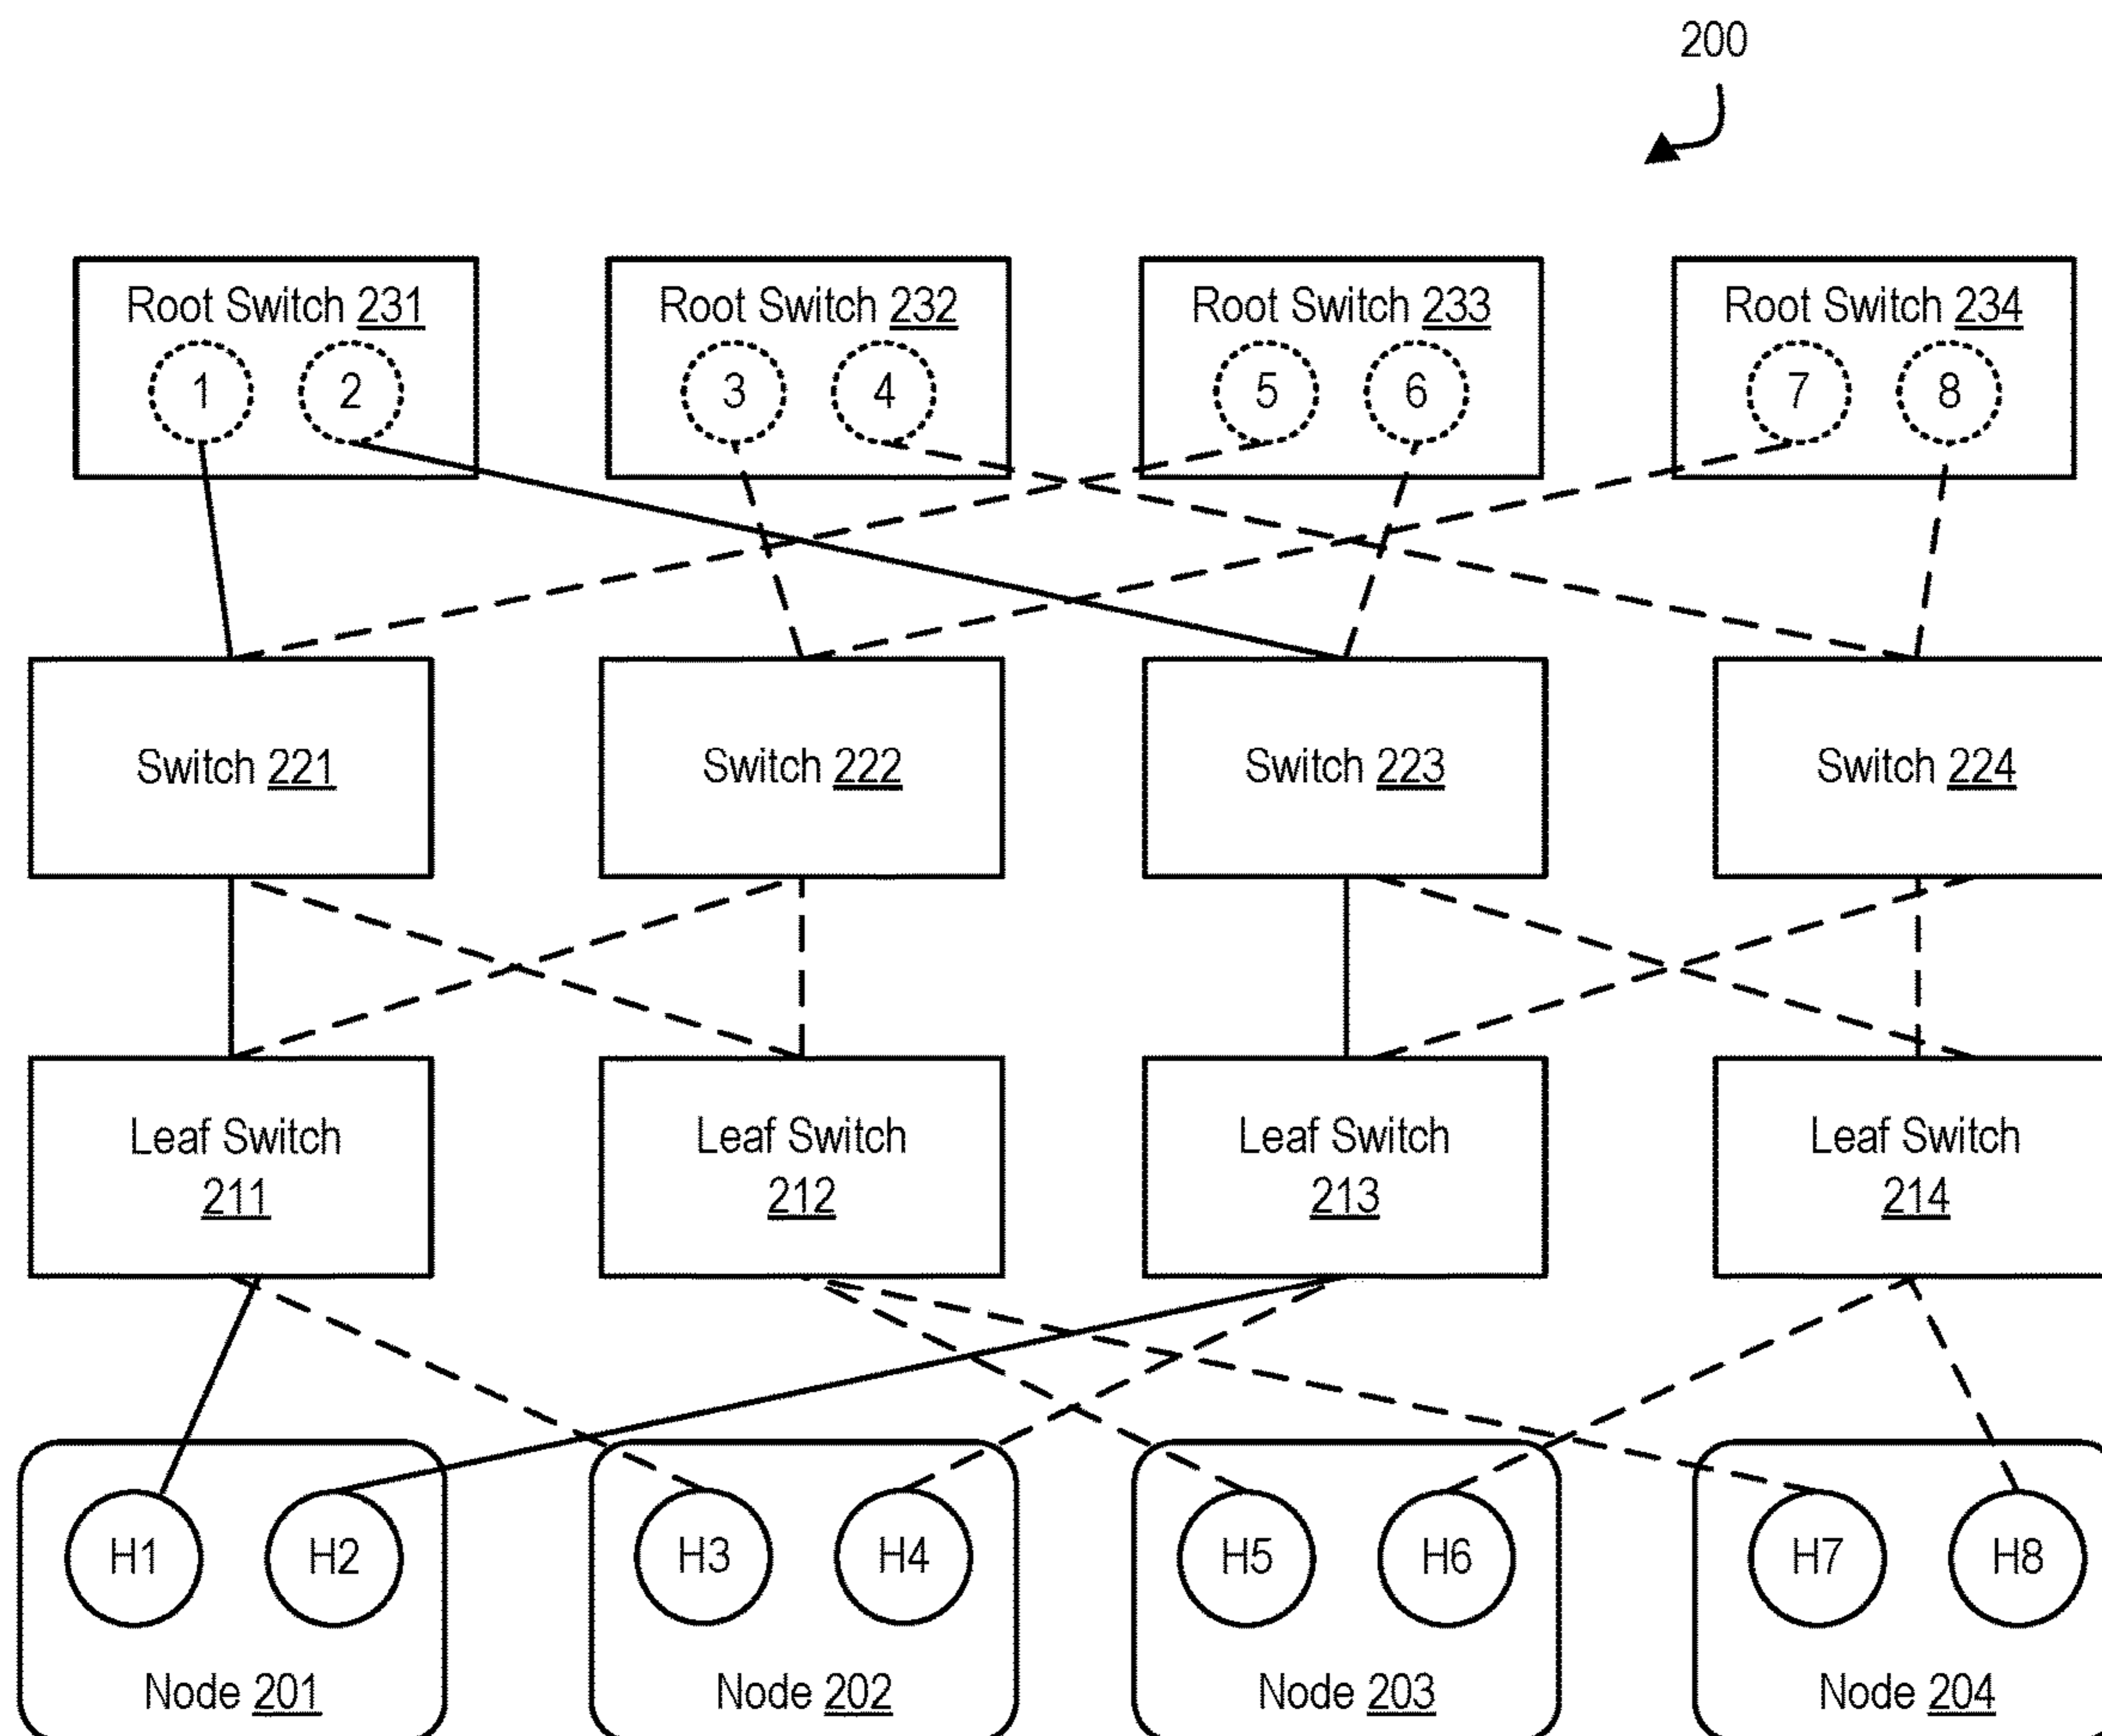 200
Root Switch 231
Root Switch 232
Root Switch 233
Root Switch 234
1
2
3
4
5
6
7
8
Switch 221
Switch 222
Switch 223
Switch 224
Leaf Switch
211
Leaf Switch
212
Leaf Switch
213
Leaf Switch
214
H1
H2
H3
H4
H5
H6
H7
H8
Node 201
Node 202
Node 203
Node 204